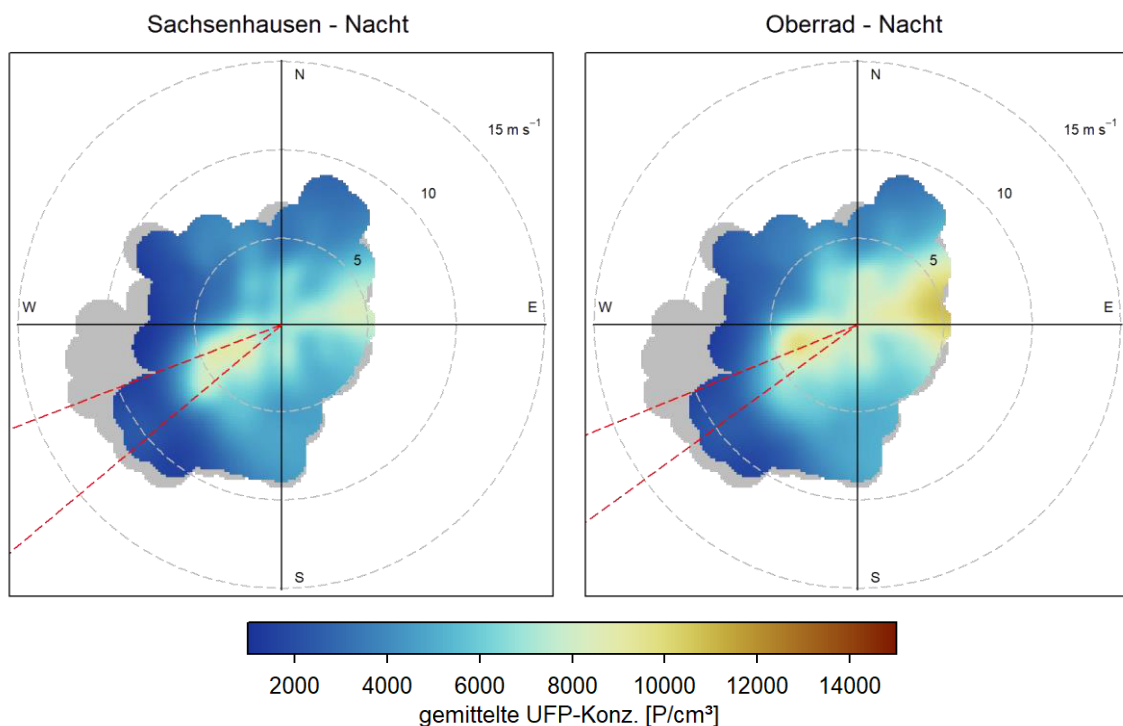 Sachsenhausen - Nacht
Oberrad - Nacht
N
15 m s⁻¹
10
5
W
E
S
N
15 m s⁻¹
10
5
W
E
S
2000 4000 6000 8000 10000 12000 14000
gemittelte UFP-Konz. [P/cm³]